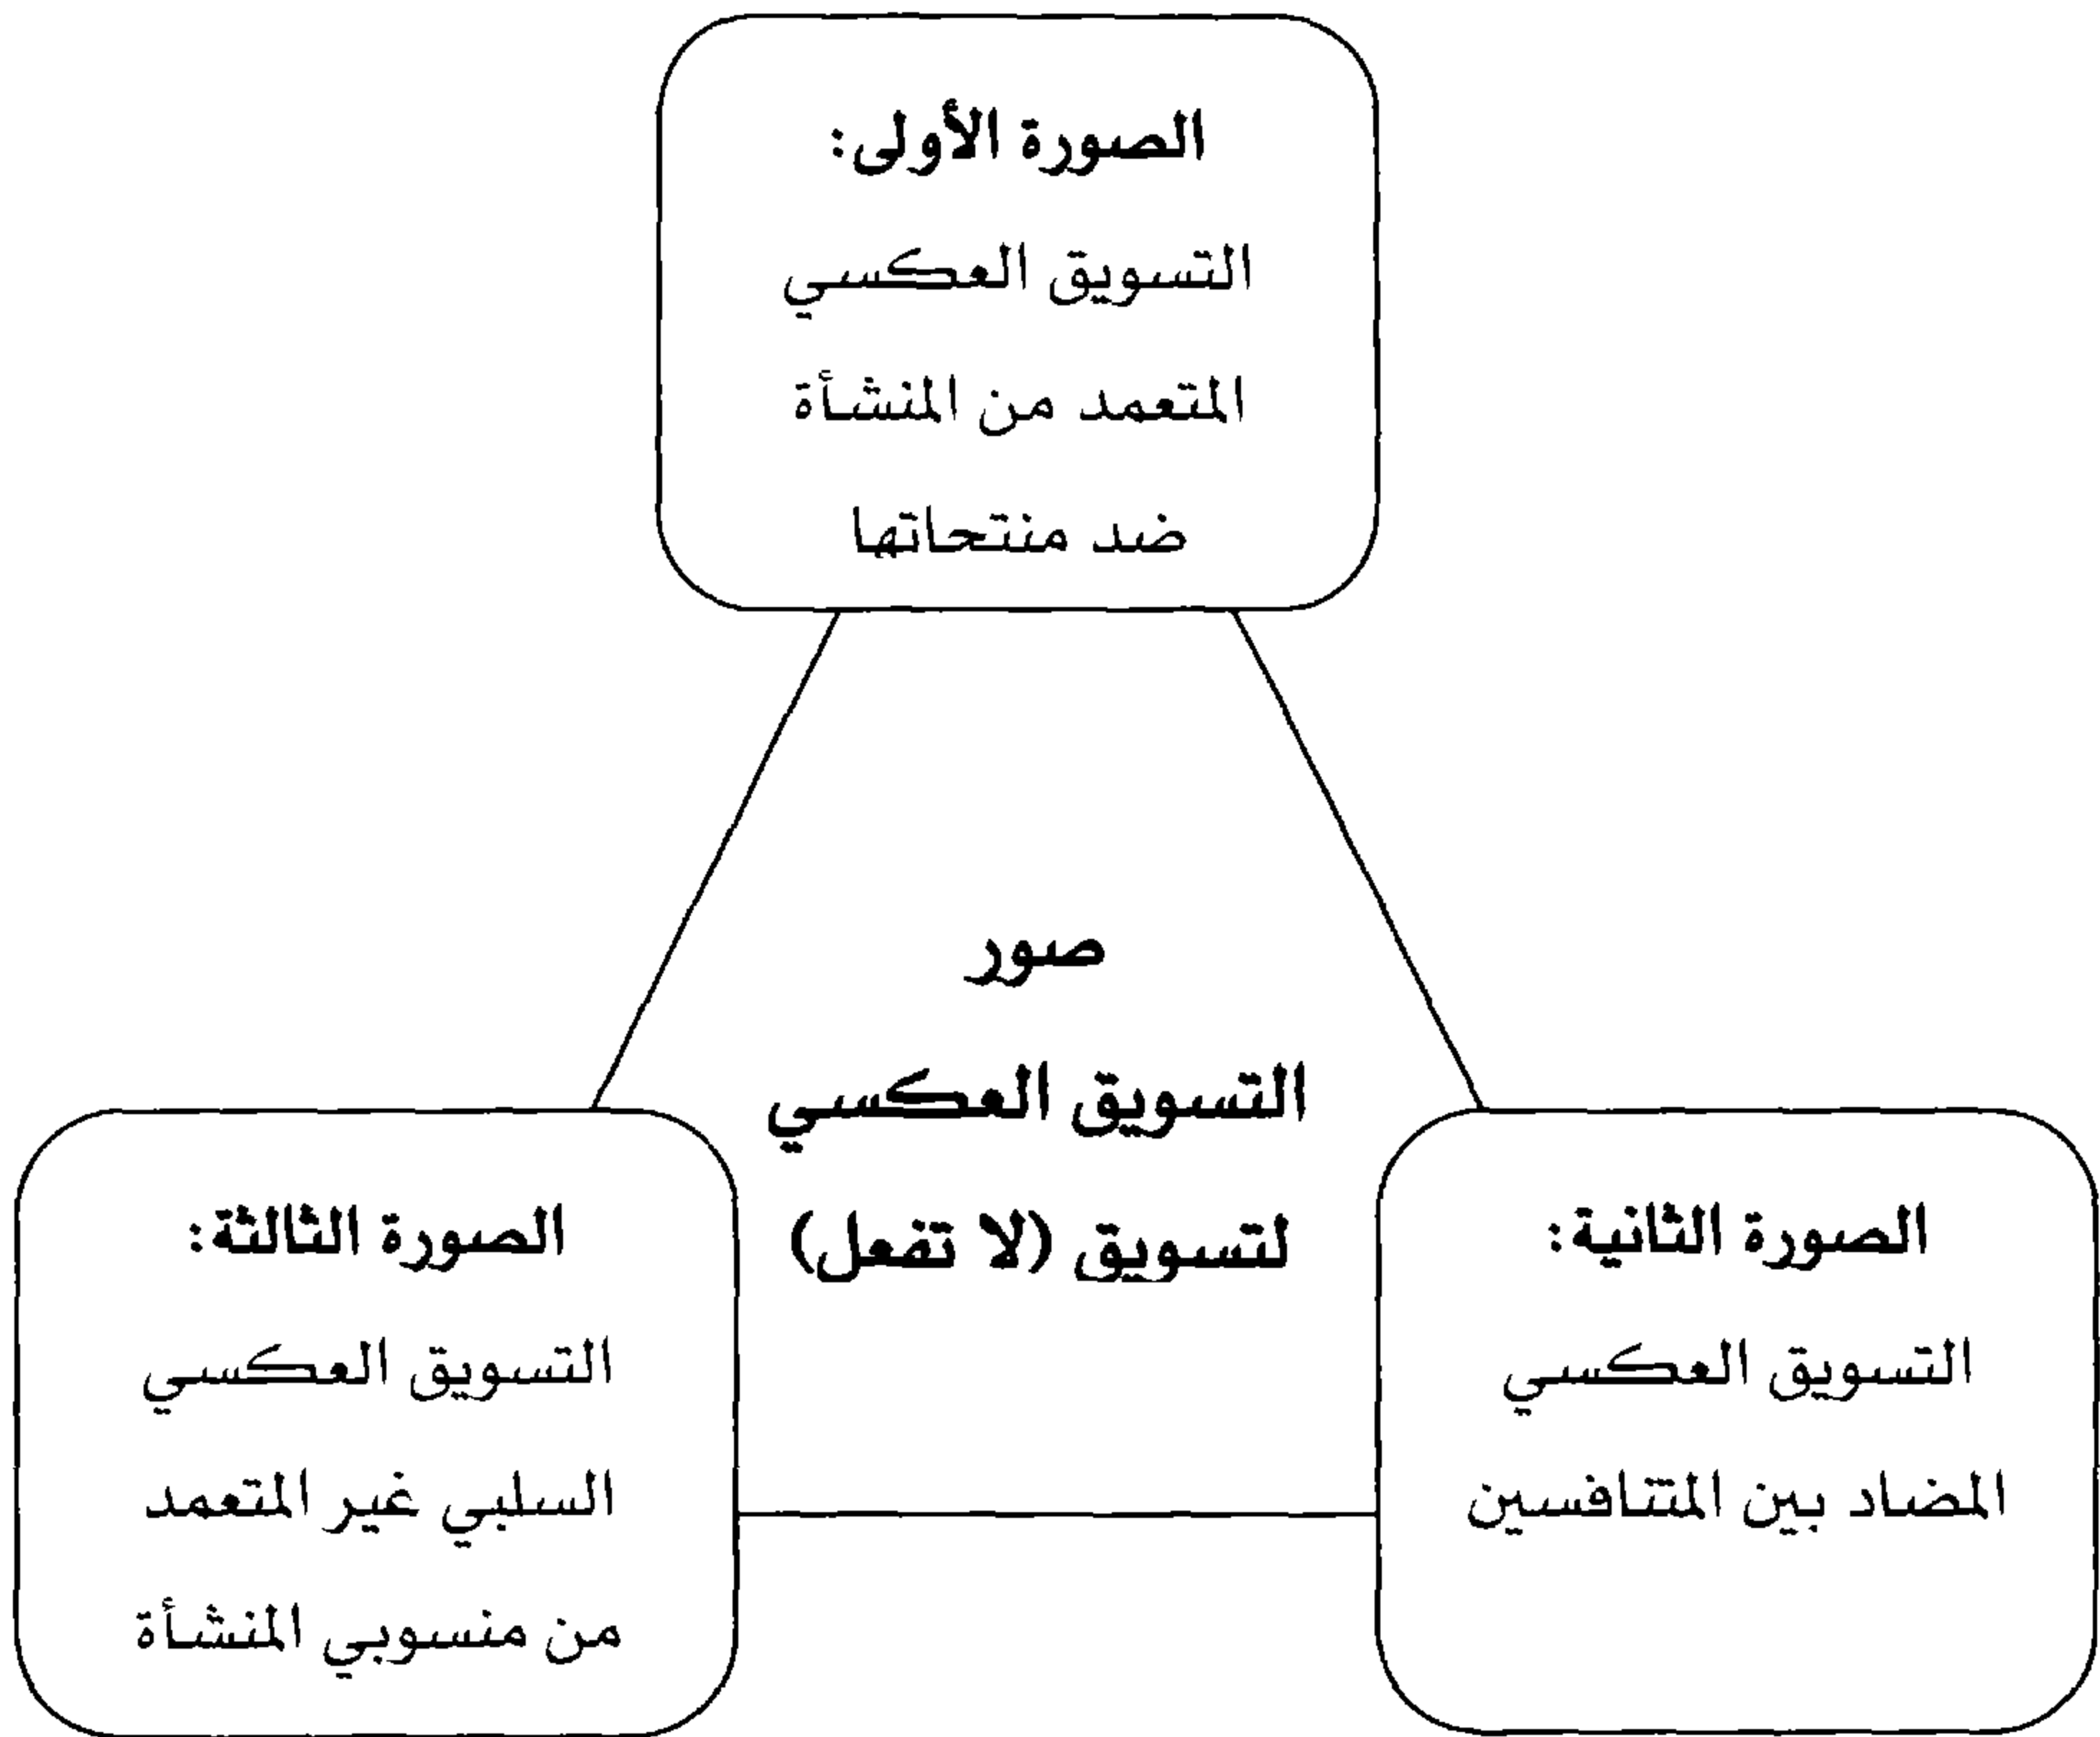 الصورة الأولى:
التسويق العكسي
المتعمد من المنشأة
ضد منتحاتها
صور
التسويق العكسي
لتسويق (لا تفعل)
الصورة الثانية:
التسويق العكسي
المضاد بين المتنافسين
الصورة الثالثة:
التسويق العكسي
السلبي غير المتعمد
من منسوبي المنشأة